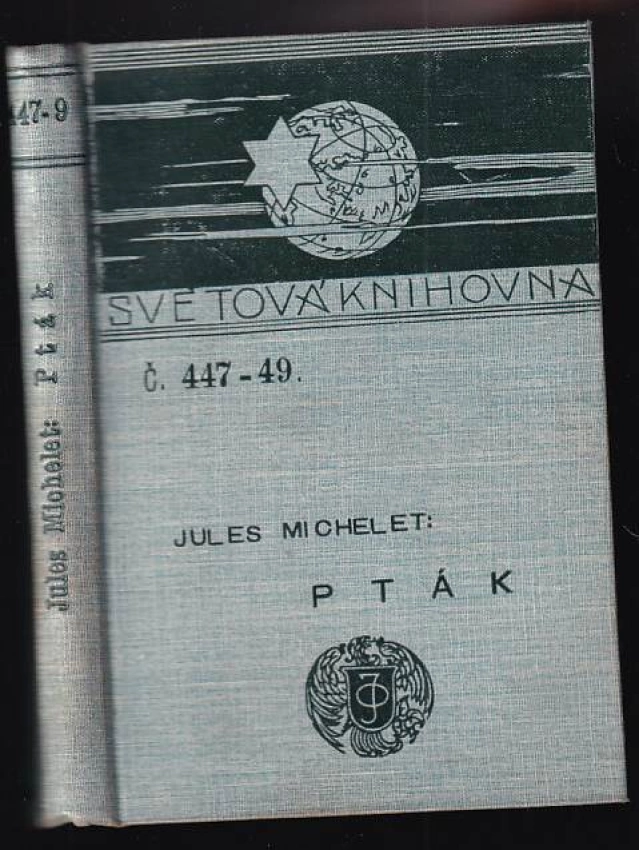 447-9
Jules Michelet: Pták
SVĚTOVÁ KNIHOVNA
Č. 447-49.
JULES MICHELET:
PTÁK